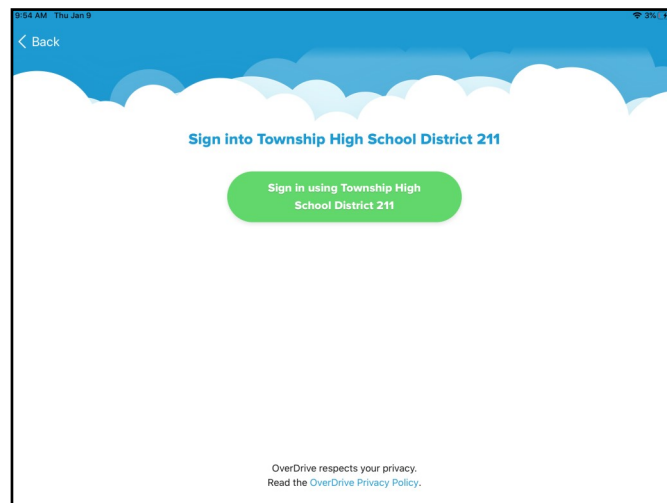 9:54 AM Thu Jan 9
3%
Back
Sign into Township High School District 211
Sign in using Township High
School District 211
OverDrive respects your privacy.
Read the OverDrive Privacy Policy.